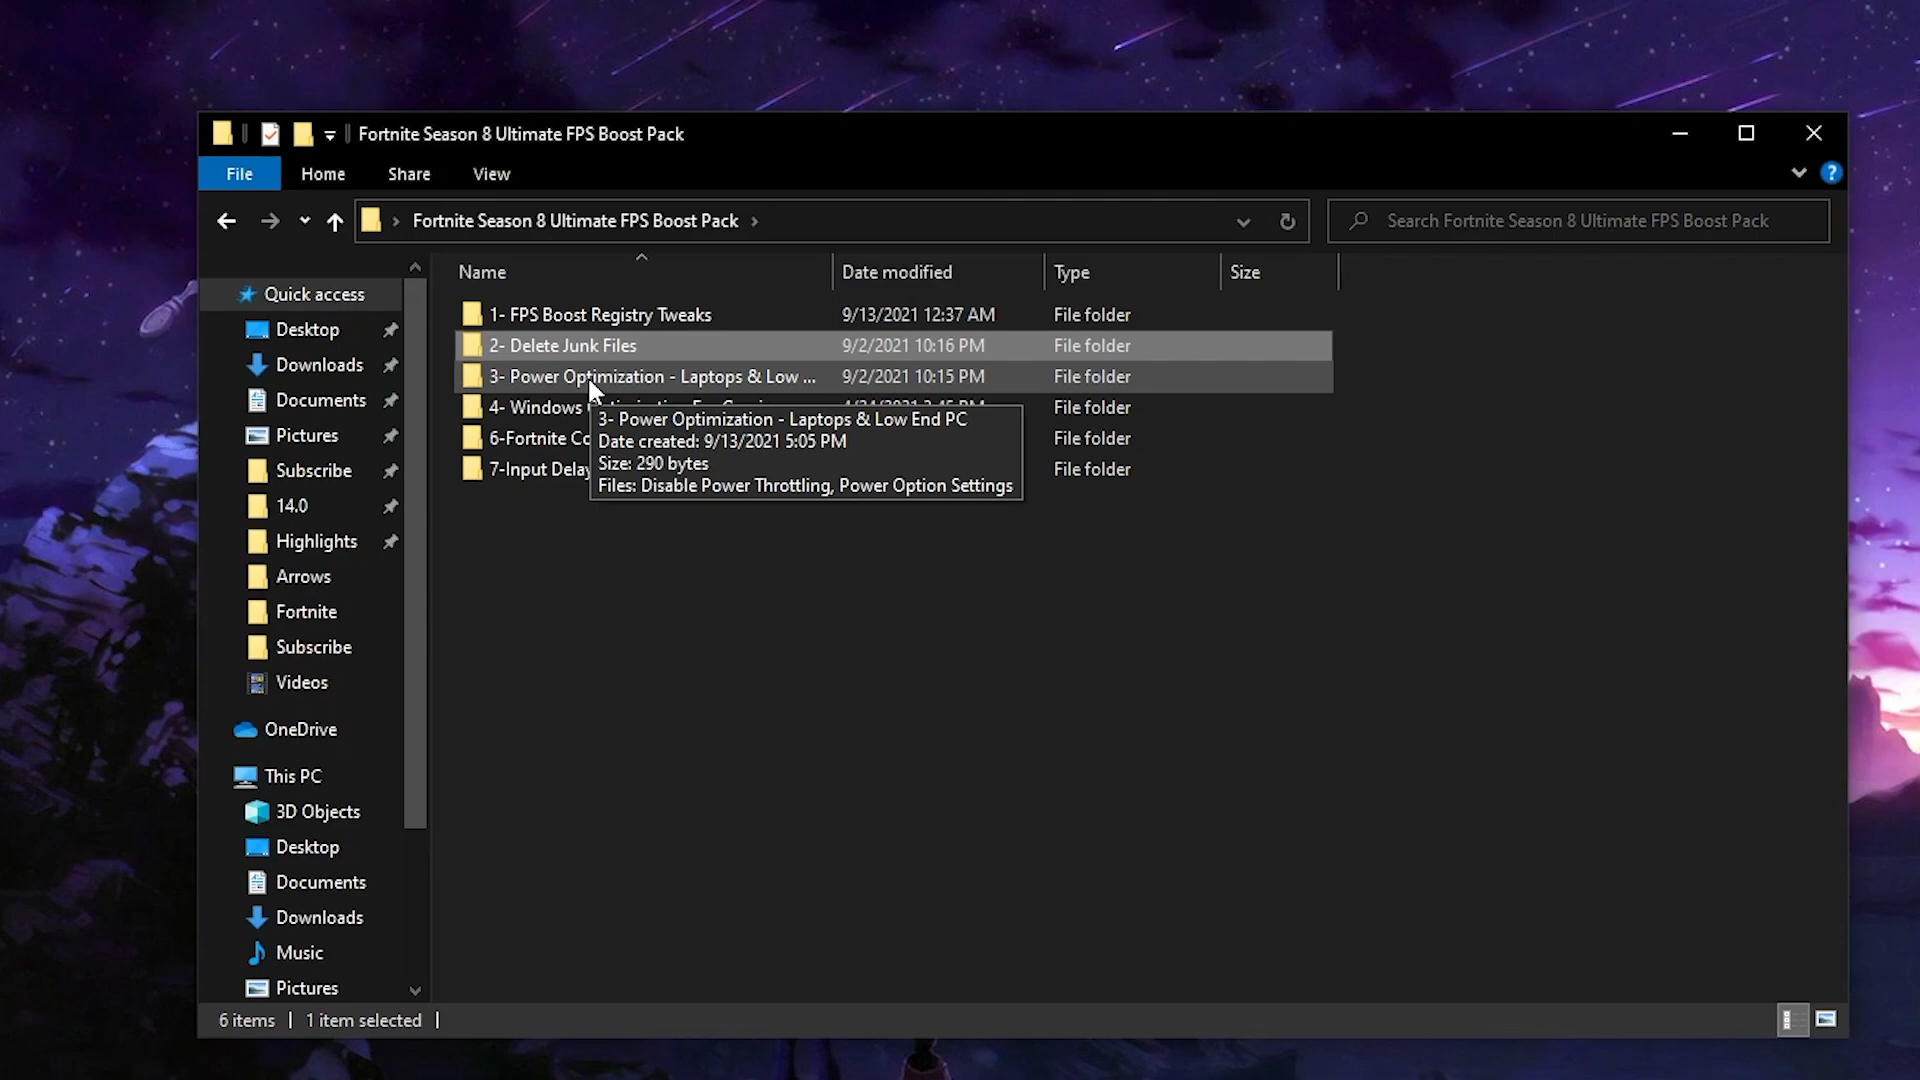 Fortnite Season 8 Ultimate FPS Boost Pack
File Home Share View
Fortnite Season 8 Ultimate FPS Boost Pack
Search Fortnite Season 8 Ultimate FPS Boost Pack
Name Date modified Type Size
1- FPS Boost Registry Tweaks 9/13/2021 12:37 AM File folder
2- Delete Junk Files 9/2/2021 10:16 PM File folder
3- Power Optimization - Laptops & Low ... 9/2/2021 10:15 PM File folder
4- Windows File folder
6-Fortnite File folder
7-Input File folder
3- Power Optimization - Laptops & Low End PC
Date created: 9/13/2021 5:05 PM
Size: 290 bytes
Files: Disable Power Throttling, Power Option Settings
Quick access
Desktop
Downloads
Documents
Pictures
Subscribe
14.0
Highlights
Arrows
Fortnite
Subscribe
Videos
OneDrive
This PC
3D Objects
Desktop
Documents
Downloads
Music
Pictures
6 items 1 item selected